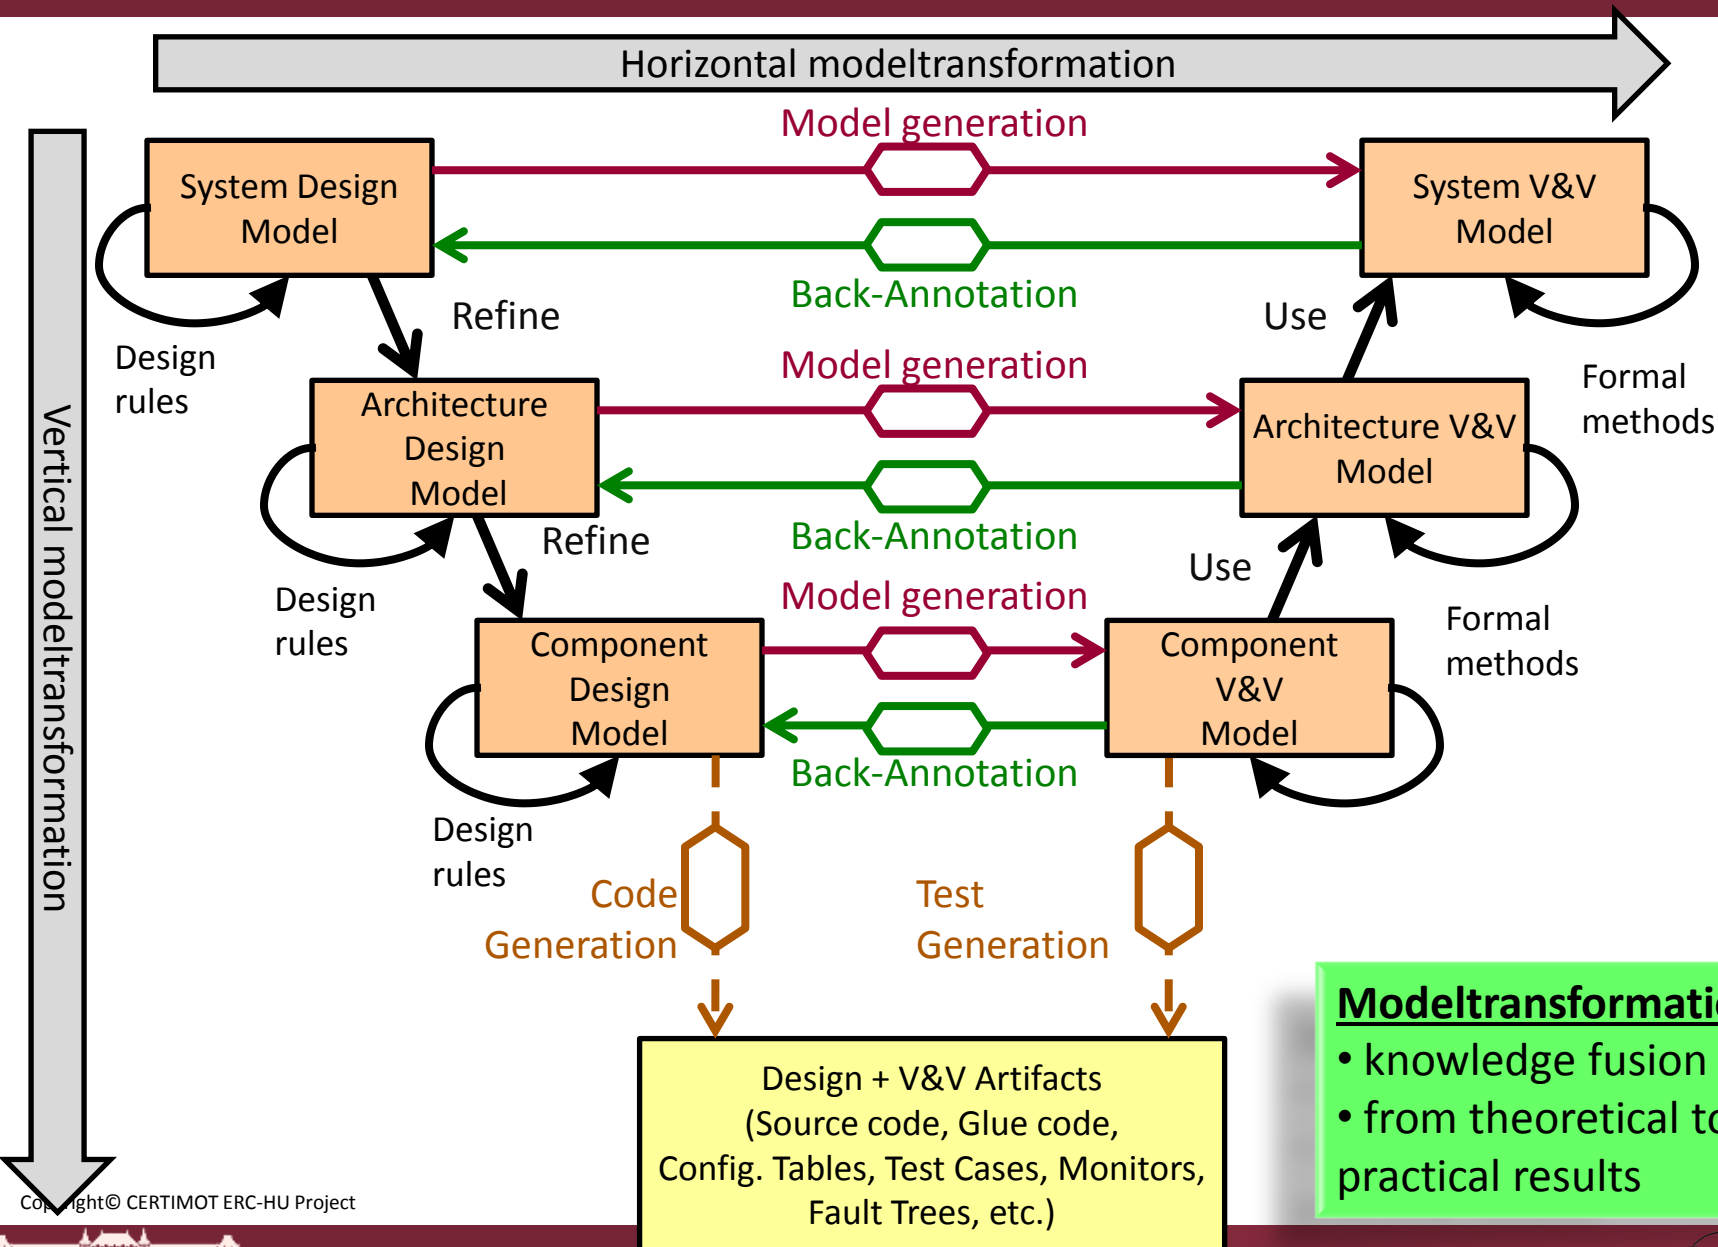 Horizontal modeltransformation
Model generation
System Design
Model
System V&V
Model
Back-Annotation
Refine
Use
Design
rules
Formal
methods
Vertical modeltransformation
Model generation
Architecture
Design
Model
Architecture V&V
Model
Back-Annotation
Refine
Use
Design
rules
Formal
methods
Model generation
Component
Design
Model
Component
V&V
Model
Back-Annotation
Design
rules
Code
Generation
Test
Generation
Design + V&V Artifacts
(Source code, Glue code,
Config. Tables, Test Cases, Monitors,
Fault Trees, etc.)
• knowledge fusion
• from theoretical to
practical results
© CERTIMOT ERC-HU Project